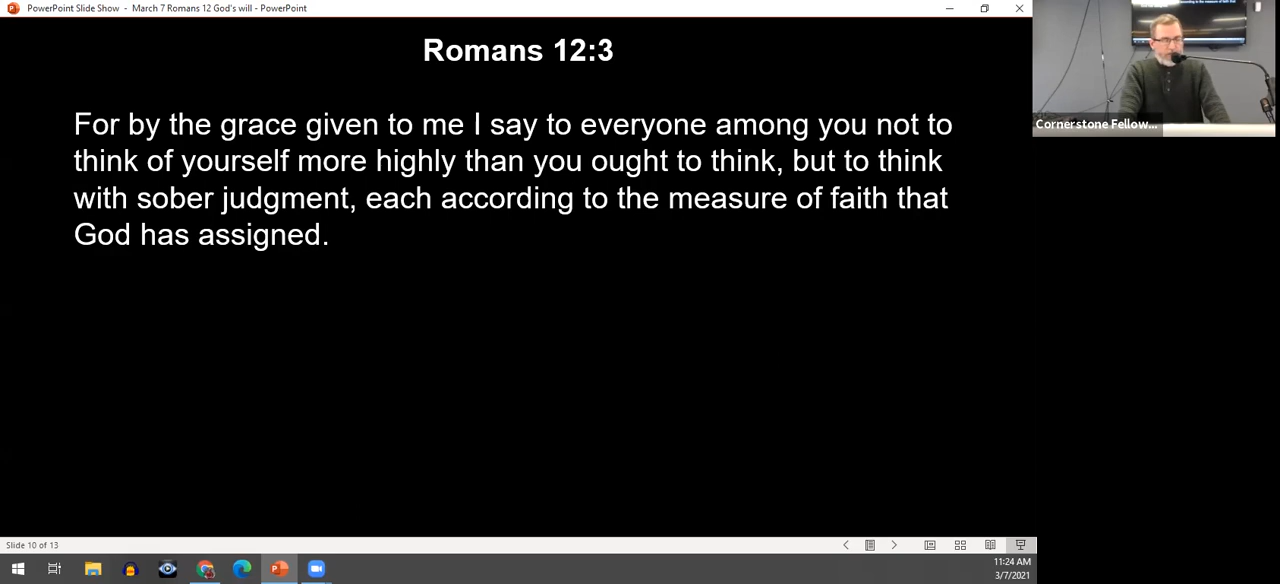 PowerPoint Slide Show - March 7 Romans 12 God's will - PowerPoint
Romans 12:3
For by the grace given to me I say to everyone among you not to
think of yourself more highly than you ought to think, but to think
with sober judgment, each according to the measure of faith that
God has assigned.
Cornerstone Fellow...
Slide 10 of 13
11:24 AM
3/7/2021